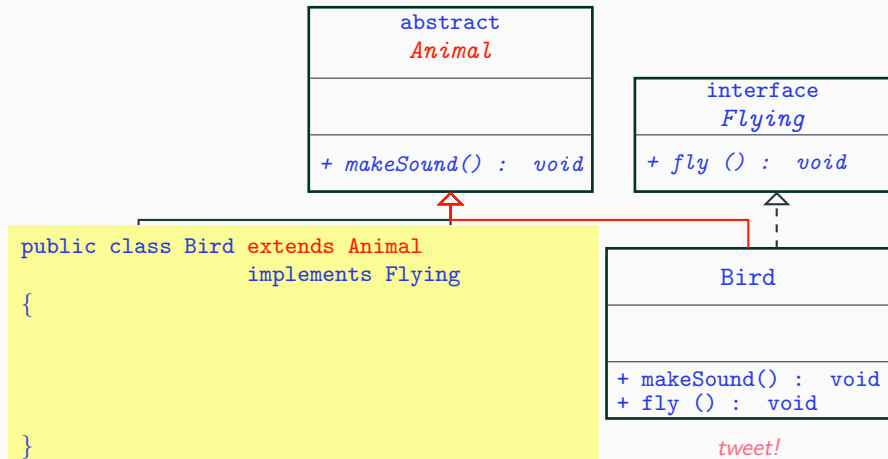 abstract
Animal
+ makeSound() : void
interface
Flying
+ fly () : void
public class Bird extends Animal
implements Flying
{
}
Bird
+ makeSound() : void
+ fly () : void
tweet!